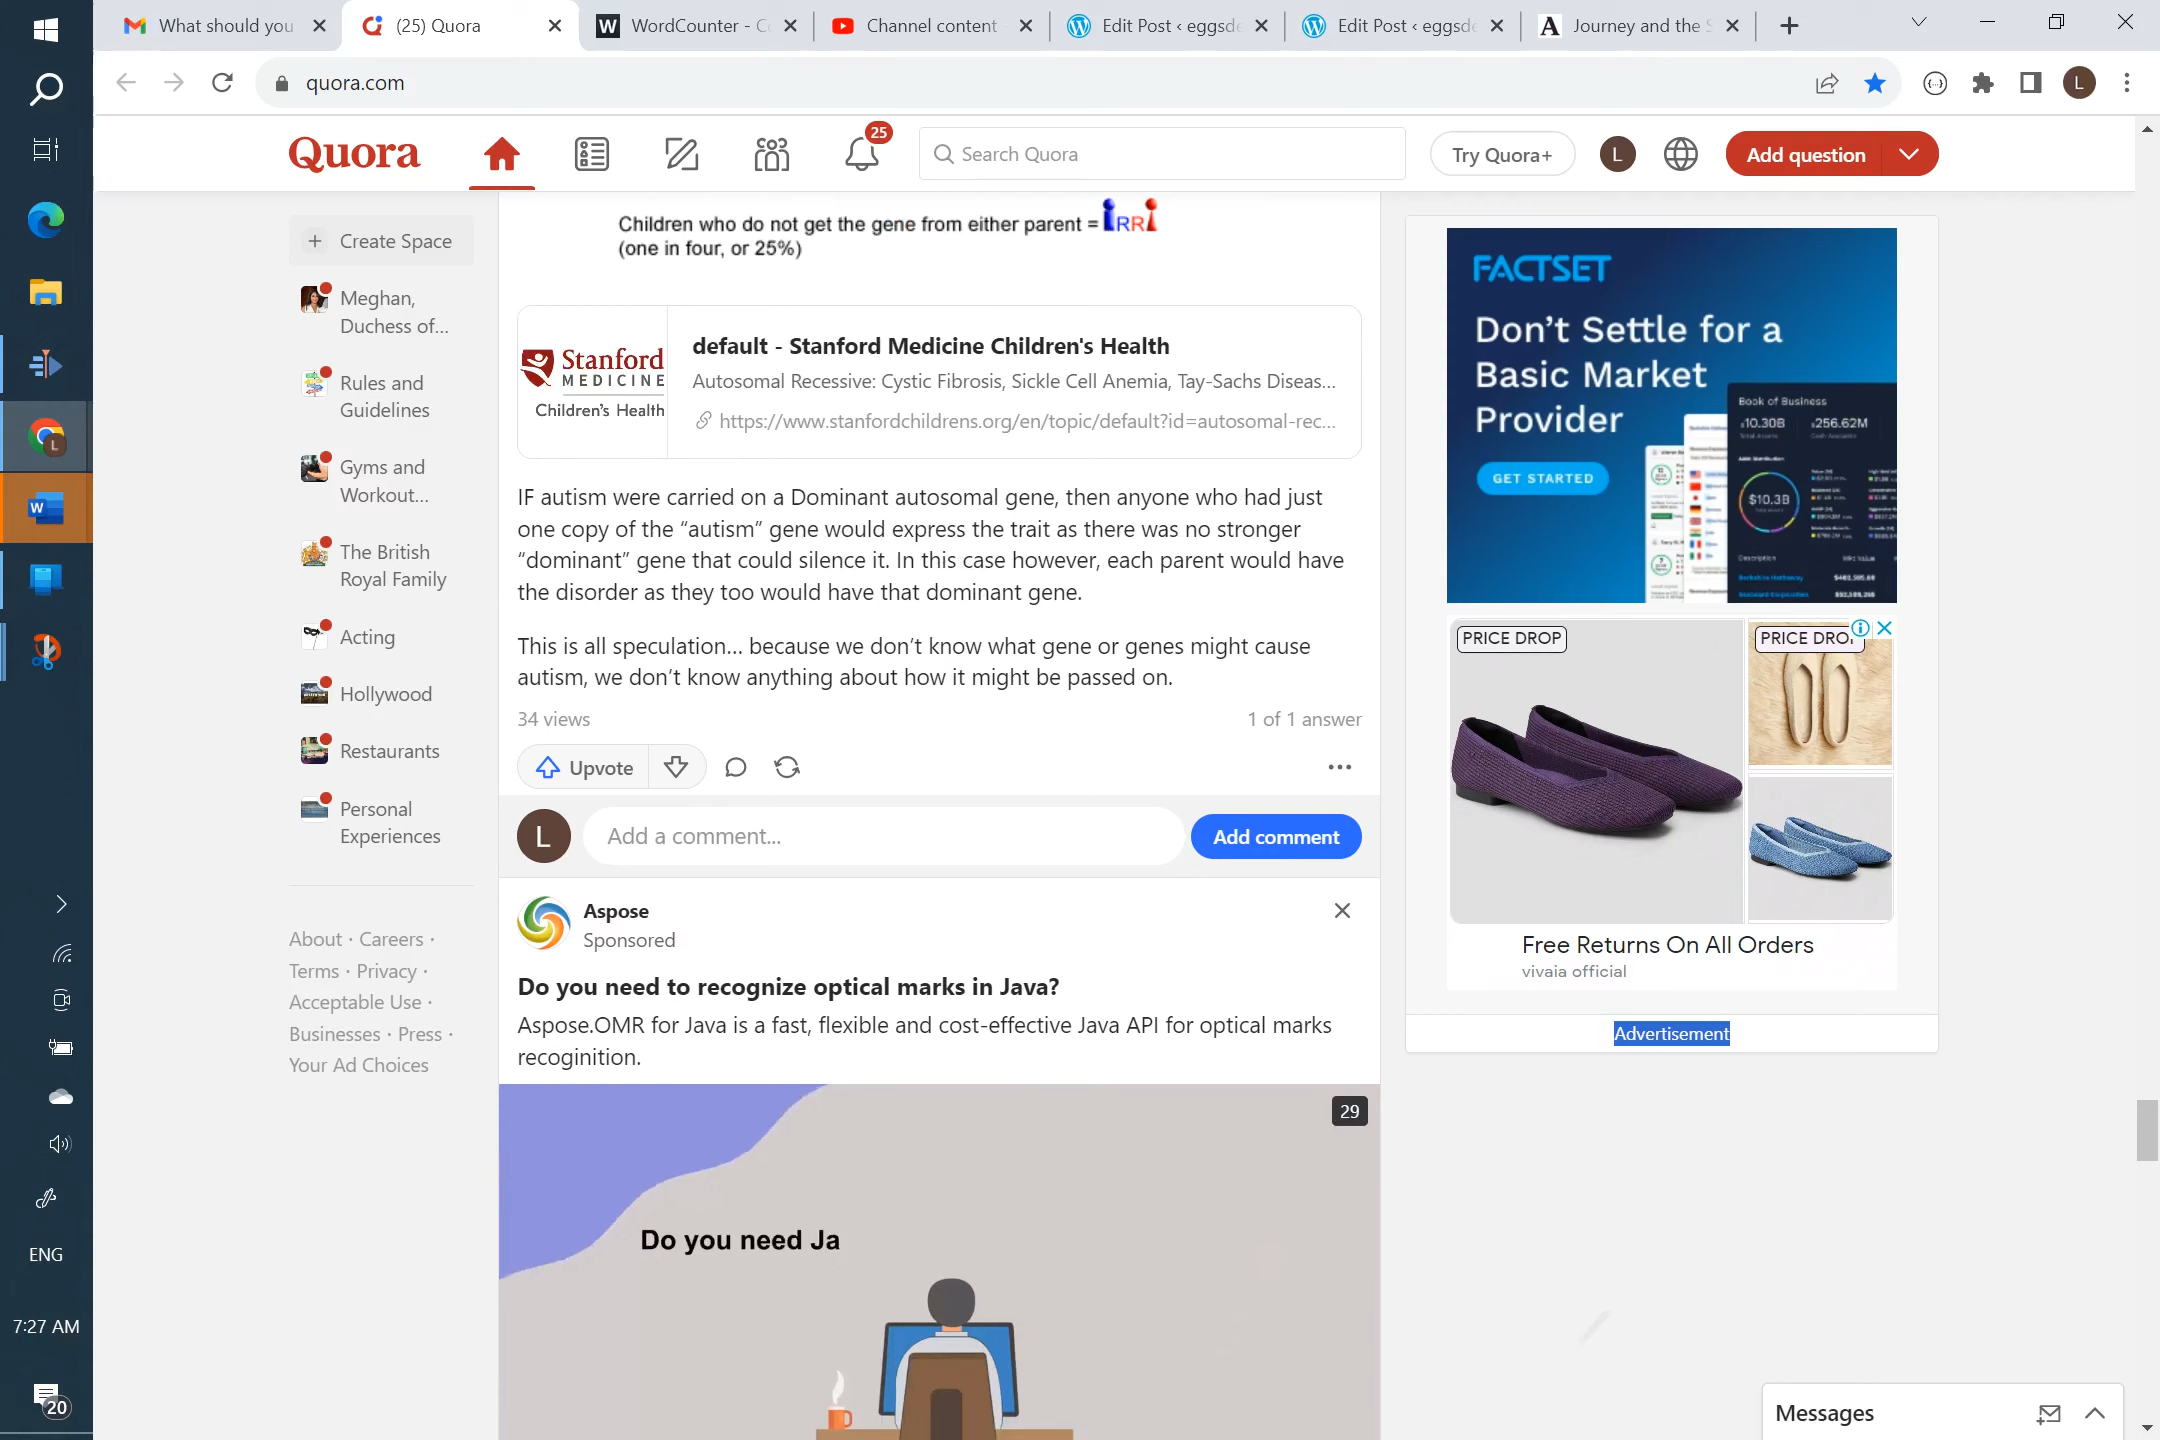 What should you
(25) Quora
WordCounter - C
Channel content
Edit Post ‹ eggsde
Edit Post ‹ eggsde
Journey and the S
quora.com
L
Quora
25
Search Quora
Try Quora+
L
Add question
Create Space
Meghan,
Duchess of...
Rules and
Guidelines
Gyms and
Workout...
The British
Royal Family
Acting
Hollywood
Restaurants
Personal
Experiences
About · Careers ·
Terms · Privacy ·
Acceptable Use ·
Businesses · Press ·
Your Ad Choices
Children who do not get the gene from either parent = RR
(one in four, or 25%)
Stanford
MEDICINE
Children's Health
default - Stanford Medicine Children's Health
Autosomal Recessive: Cystic Fibrosis, Sickle Cell Anemia, Tay-Sachs Diseas...
https://www.stanfordchildrens.org/en/topic/default?id=autosomal-rec...
IF autism were carried on a Dominant autosomal gene, then anyone who had just
one copy of the “autism” gene would express the trait as there was no stronger
“dominant” gene that could silence it. In this case however, each parent would have
the disorder as they too would have that dominant gene.
This is all speculation... because we don’t know what gene or genes might cause
autism, we don’t know anything about how it might be passed on.
34 views
1 of 1 answer
Upvote
L
Add a comment...
Add comment
Aspose
Sponsored
Do you need to recognize optical marks in Java?
Aspose.OMR for Java is a fast, flexible and cost-effective Java API for optical marks
recoginition.
29
Do you need Ja
FACTSET
Don’t Settle for a
Basic Market
Provider
GET STARTED
Book of Business
$10.30B
$256.62M
$10.3B
PRICE DROP
PRICE DROP
Free Returns On All Orders
vivaia official
Advertisement
Messages
L
W
ENG
7:27 AM
20